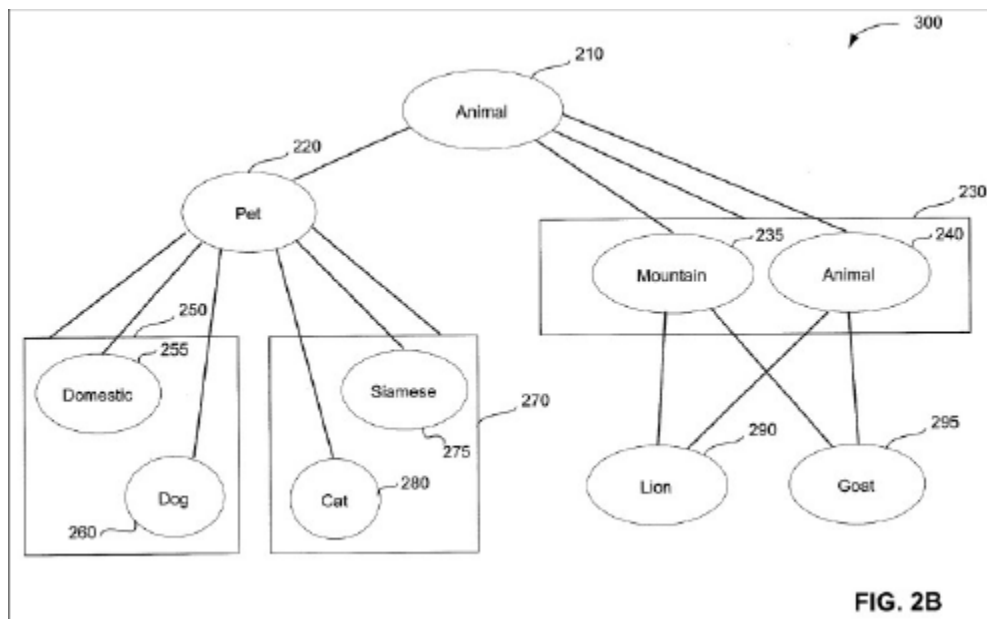 300
210
Animal
220
Pet
230
235
240
Mountain
Animal
250
255
Domestic
Siamese
270
275
290
295
280
Dog
Cat
Lion
Goat
260
FIG. 2B